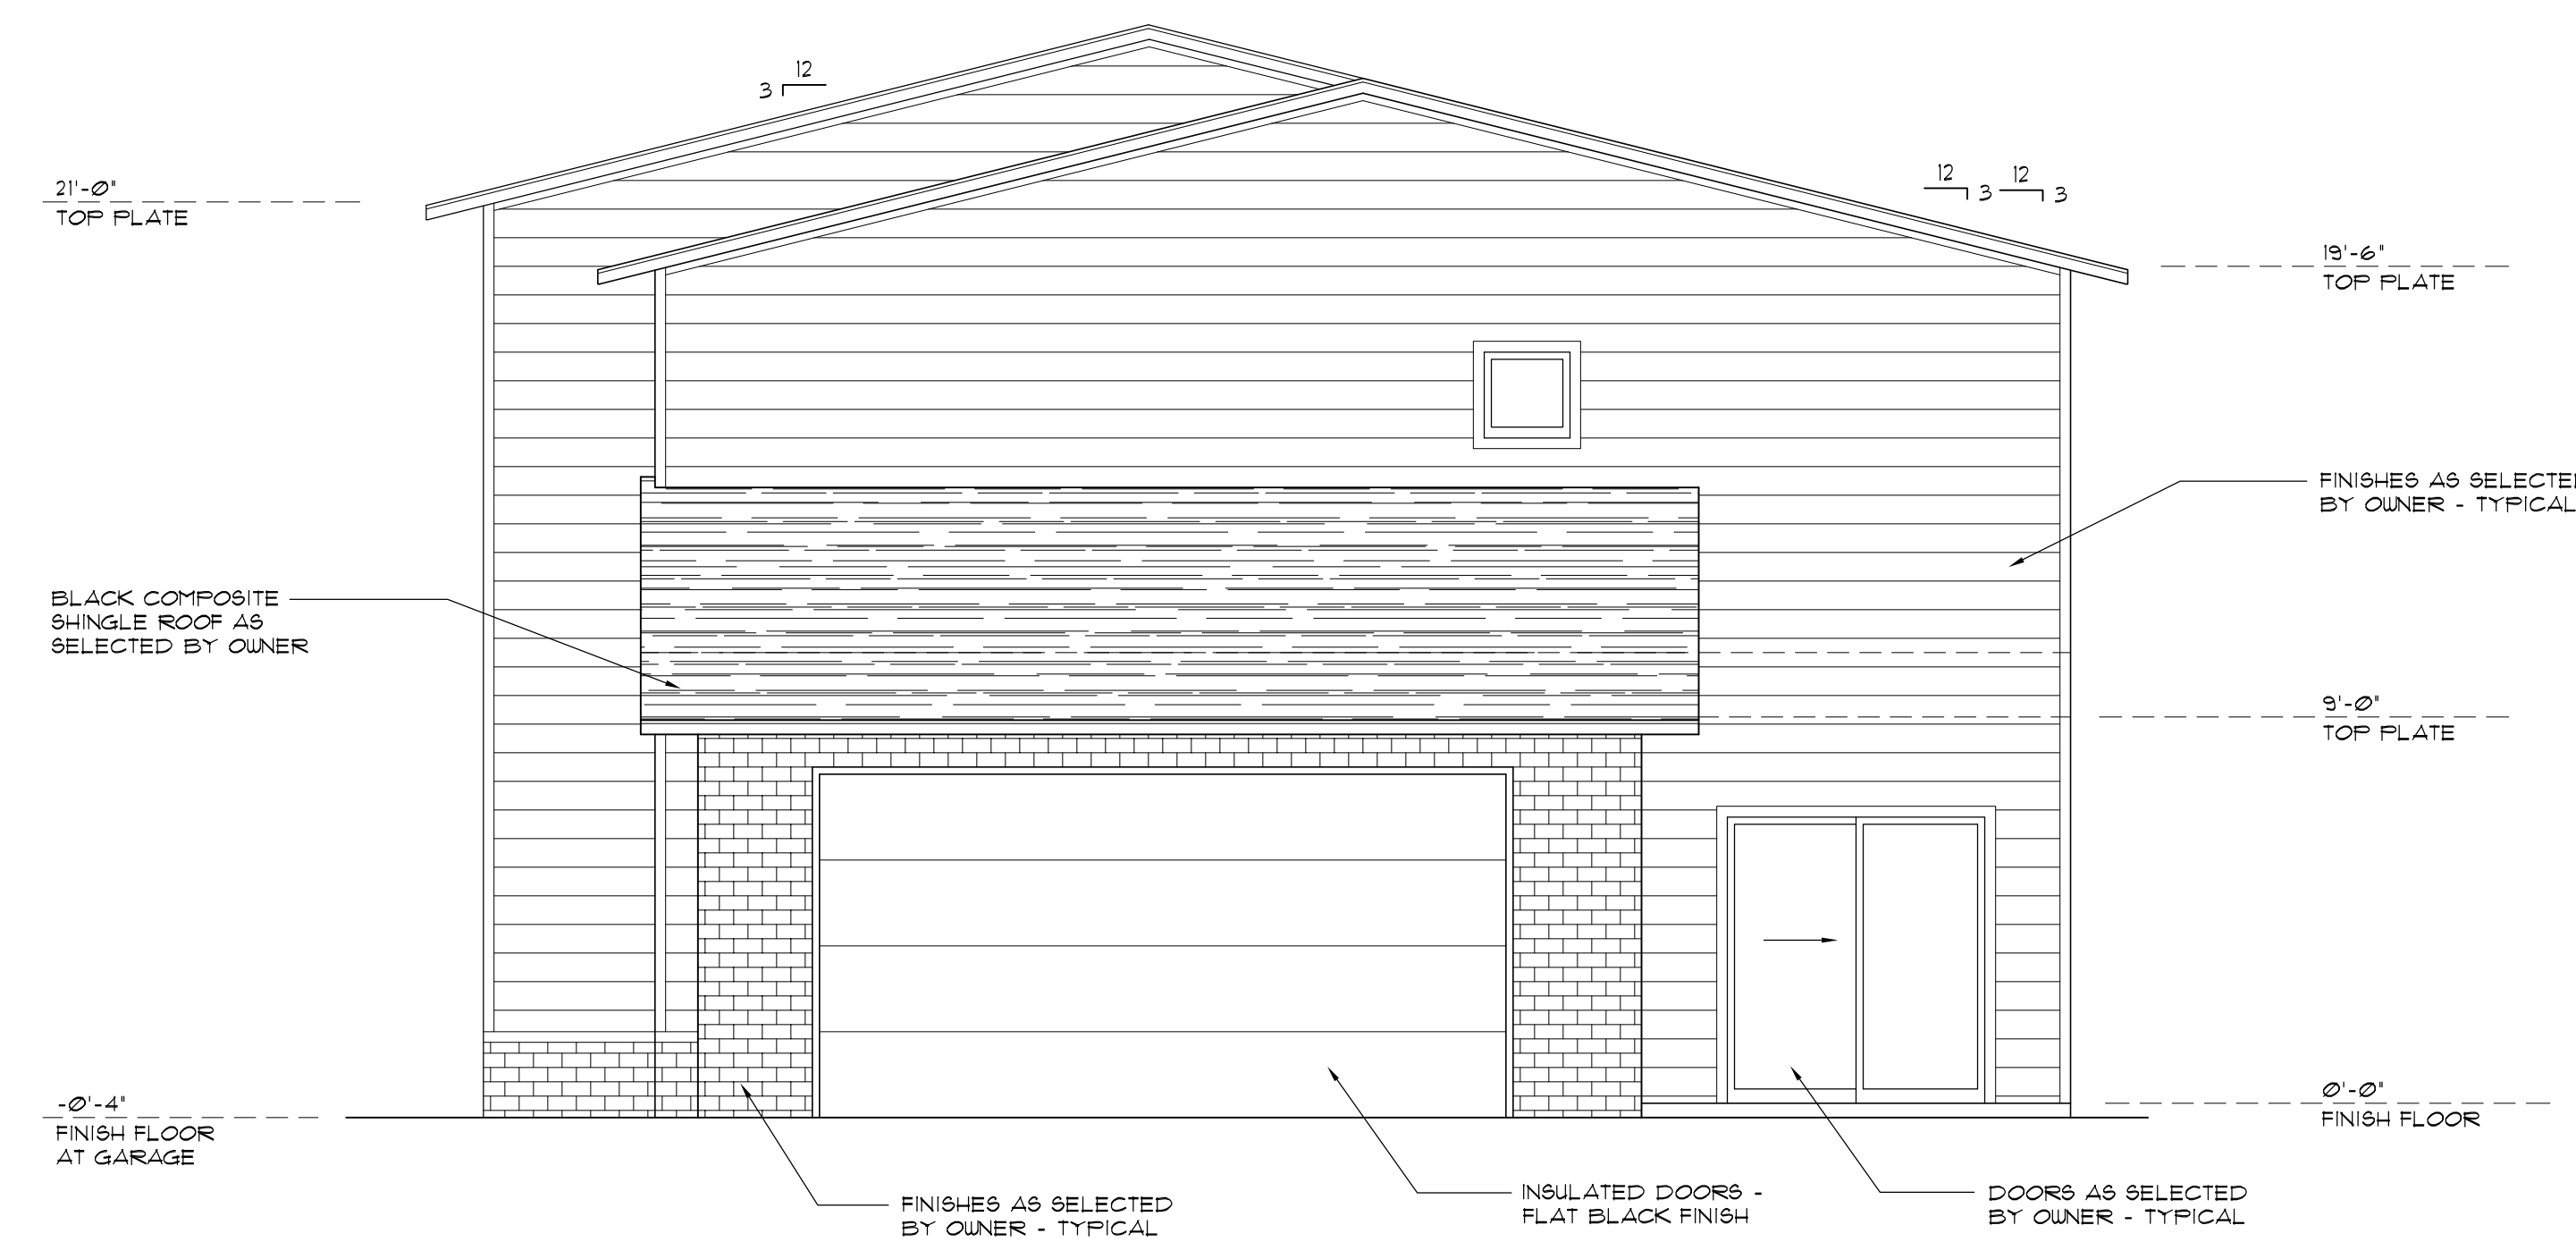 12
3
12
3
12
3
21'-0"
TOP PLATE
19'-6"
TOP PLATE
FINISHES AS SELECTED
BY OWNER - TYPICAL
BLACK COMPOSITE
SHINGLE ROOF AS
SELECTED BY OWNER
9'-0"
TOP PLATE
-0'-4"
FINISH FLOOR
AT GARAGE
0'-0"
FINISH FLOOR
FINISHES AS SELECTED
BY OWNER - TYPICAL
INSULATED DOORS -
FLAT BLACK FINISH
DOORS AS SELECTED
BY OWNER - TYPICAL